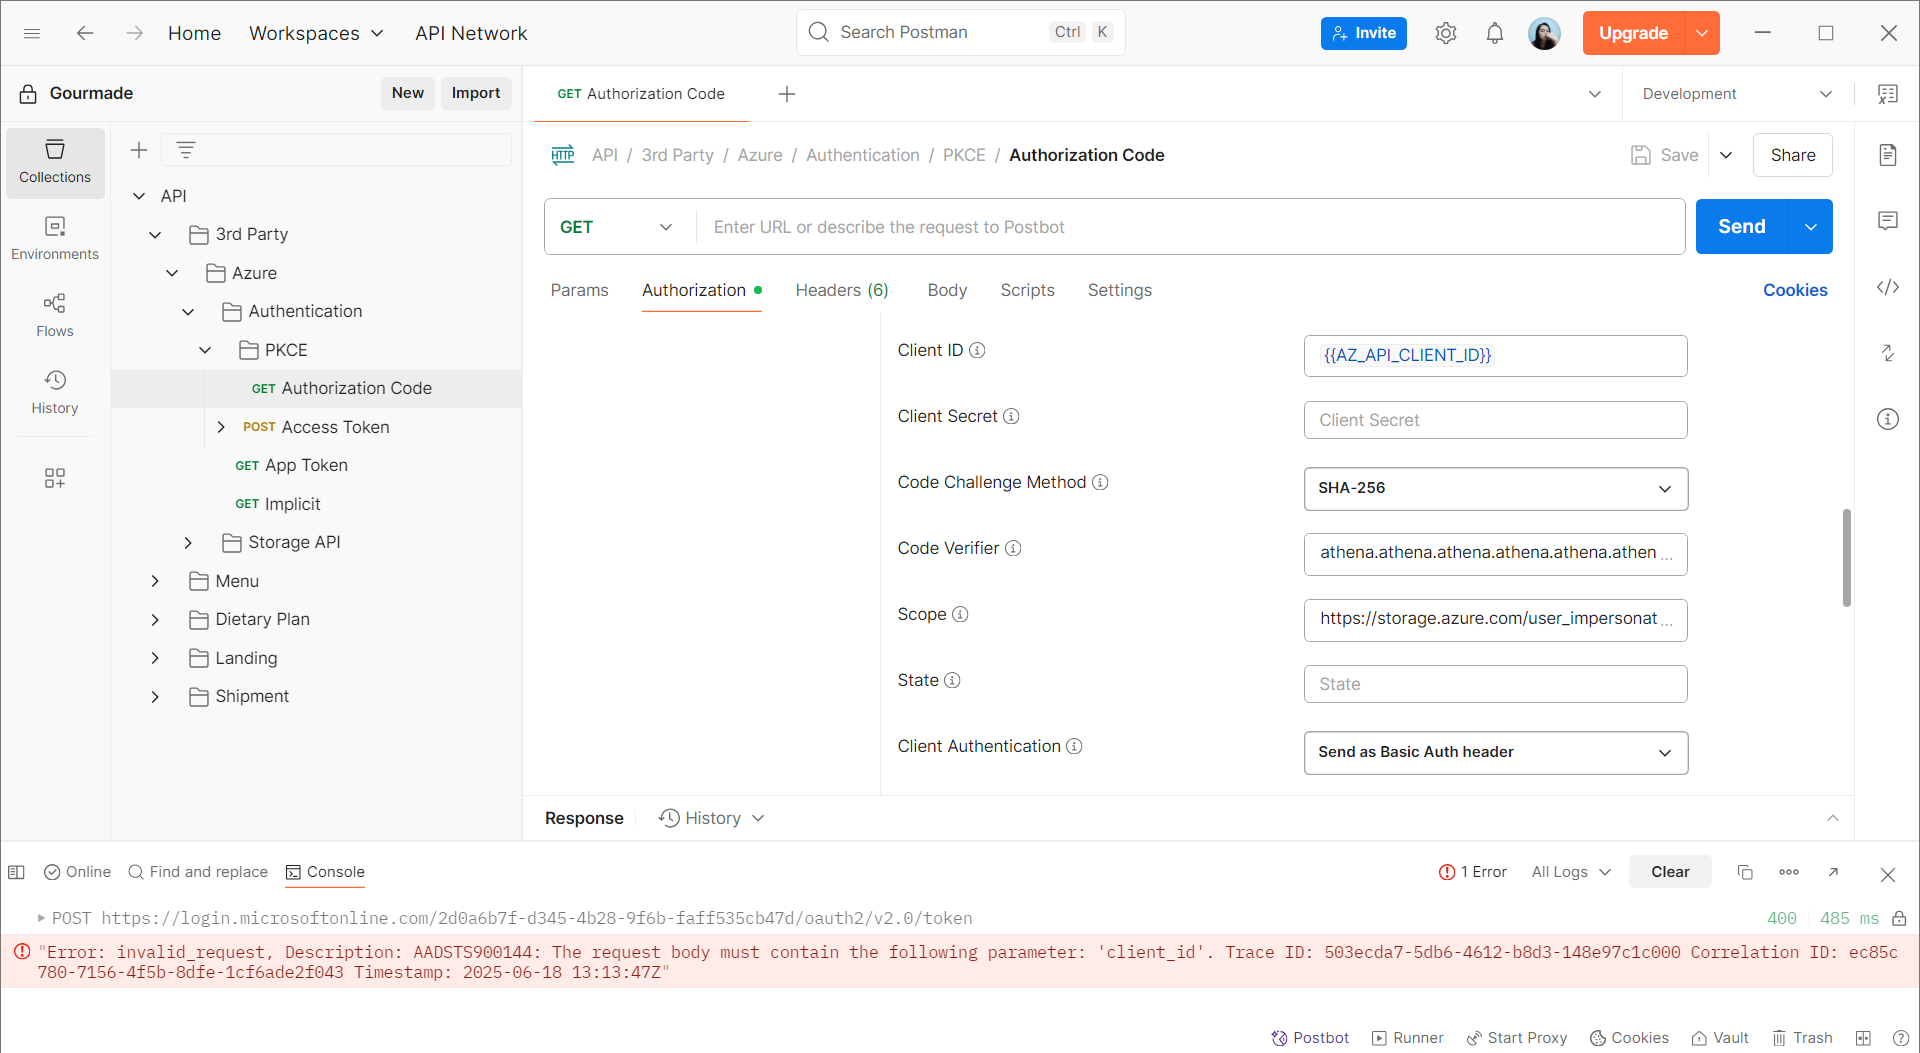 Home Workspaces API Network Search Postman Ctrl K Invite Upgrade
Gourmade New Import GET Authorization Code Development
Collections
Environments
Flows
History
API
3rd Party
Azure
Authentication
PKCE
GET Authorization Code
POST Access Token
GET App Token
GET Implicit
Storage API
Menu
Dietary Plan
Landing
Shipment
HTTP API / 3rd Party / Azure / Authentication / PKCE / Authorization Code Save Share
GET Enter URL or describe the request to Postbot Send
Params Authorization Headers (6) Body Scripts Settings Cookies
Client ID {{AZ_API_CLIENT_ID}}
Client Secret Client Secret
Code Challenge Method SHA-256
Code Verifier athena.athena.athena.athena.athena.athen ...
Scope https://storage.azure.com/user_impersonat ...
State State
Client Authentication Send as Basic Auth header
Response History
Online Find and replace Console 1 Error All Logs Clear
POST https://login.microsoftonline.com/2d0a6b7f-d345-4b28-9f6b-faff535cb47d/oauth2/v2.0/token 400 485 ms
"Error: invalid_request, Description: AADSTS900144: The request body must contain the following parameter: 'client_id'. Trace ID: 503ecda7-5db6-4612-b8d3-148e97c1c000 Correlation ID: ec85c
780-7156-4f5b-8dfe-1cf6ade2f043 Timestamp: 2025-06-18 13:13:47Z"
Postbot Runner Start Proxy Cookies Vault Trash